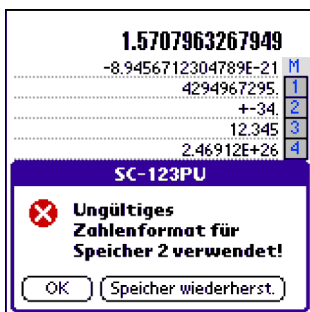 1.5707963267949
-8.9456712304789E-21 M
4294967295. 1
+-34. 2
12.345 3
2.46912E+26 4
SC-123PU
Ungültiges
Zahlenformat für
Speicher 2 verwendet!
OK Speicher wiederherst.